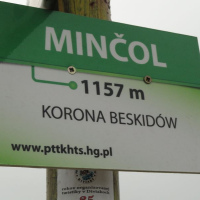 MINČOL
1157 m
KORONA BESKIDÓW
www.pttkhts.hg.pl